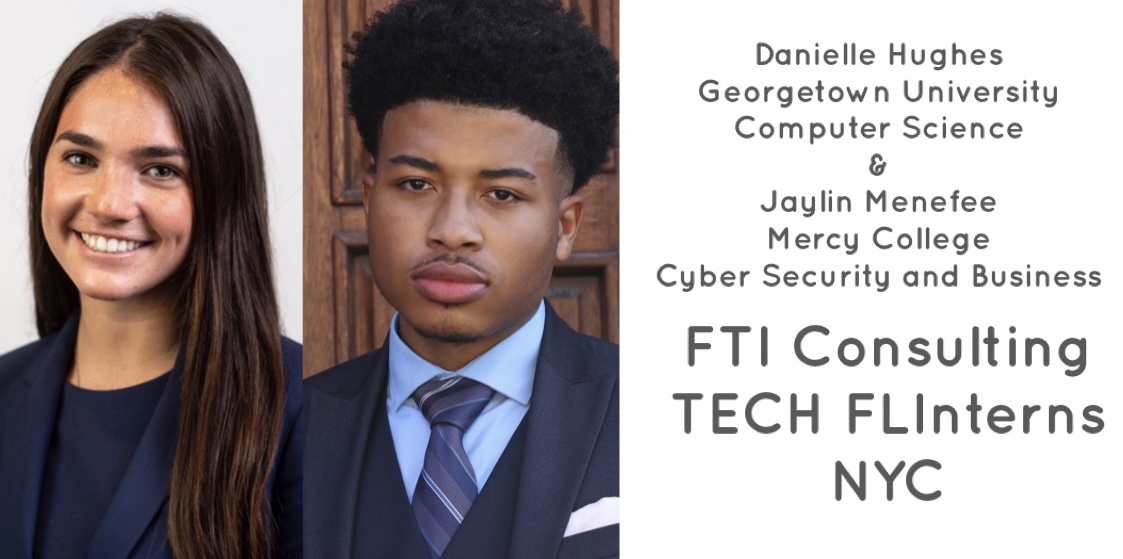 Danielle Hughes
Georgetown University
Computer Science
&
Jaylin Menefee
Mercy College
Cyber Security and Business
FTI Consulting
TECH FLInterns
NYC